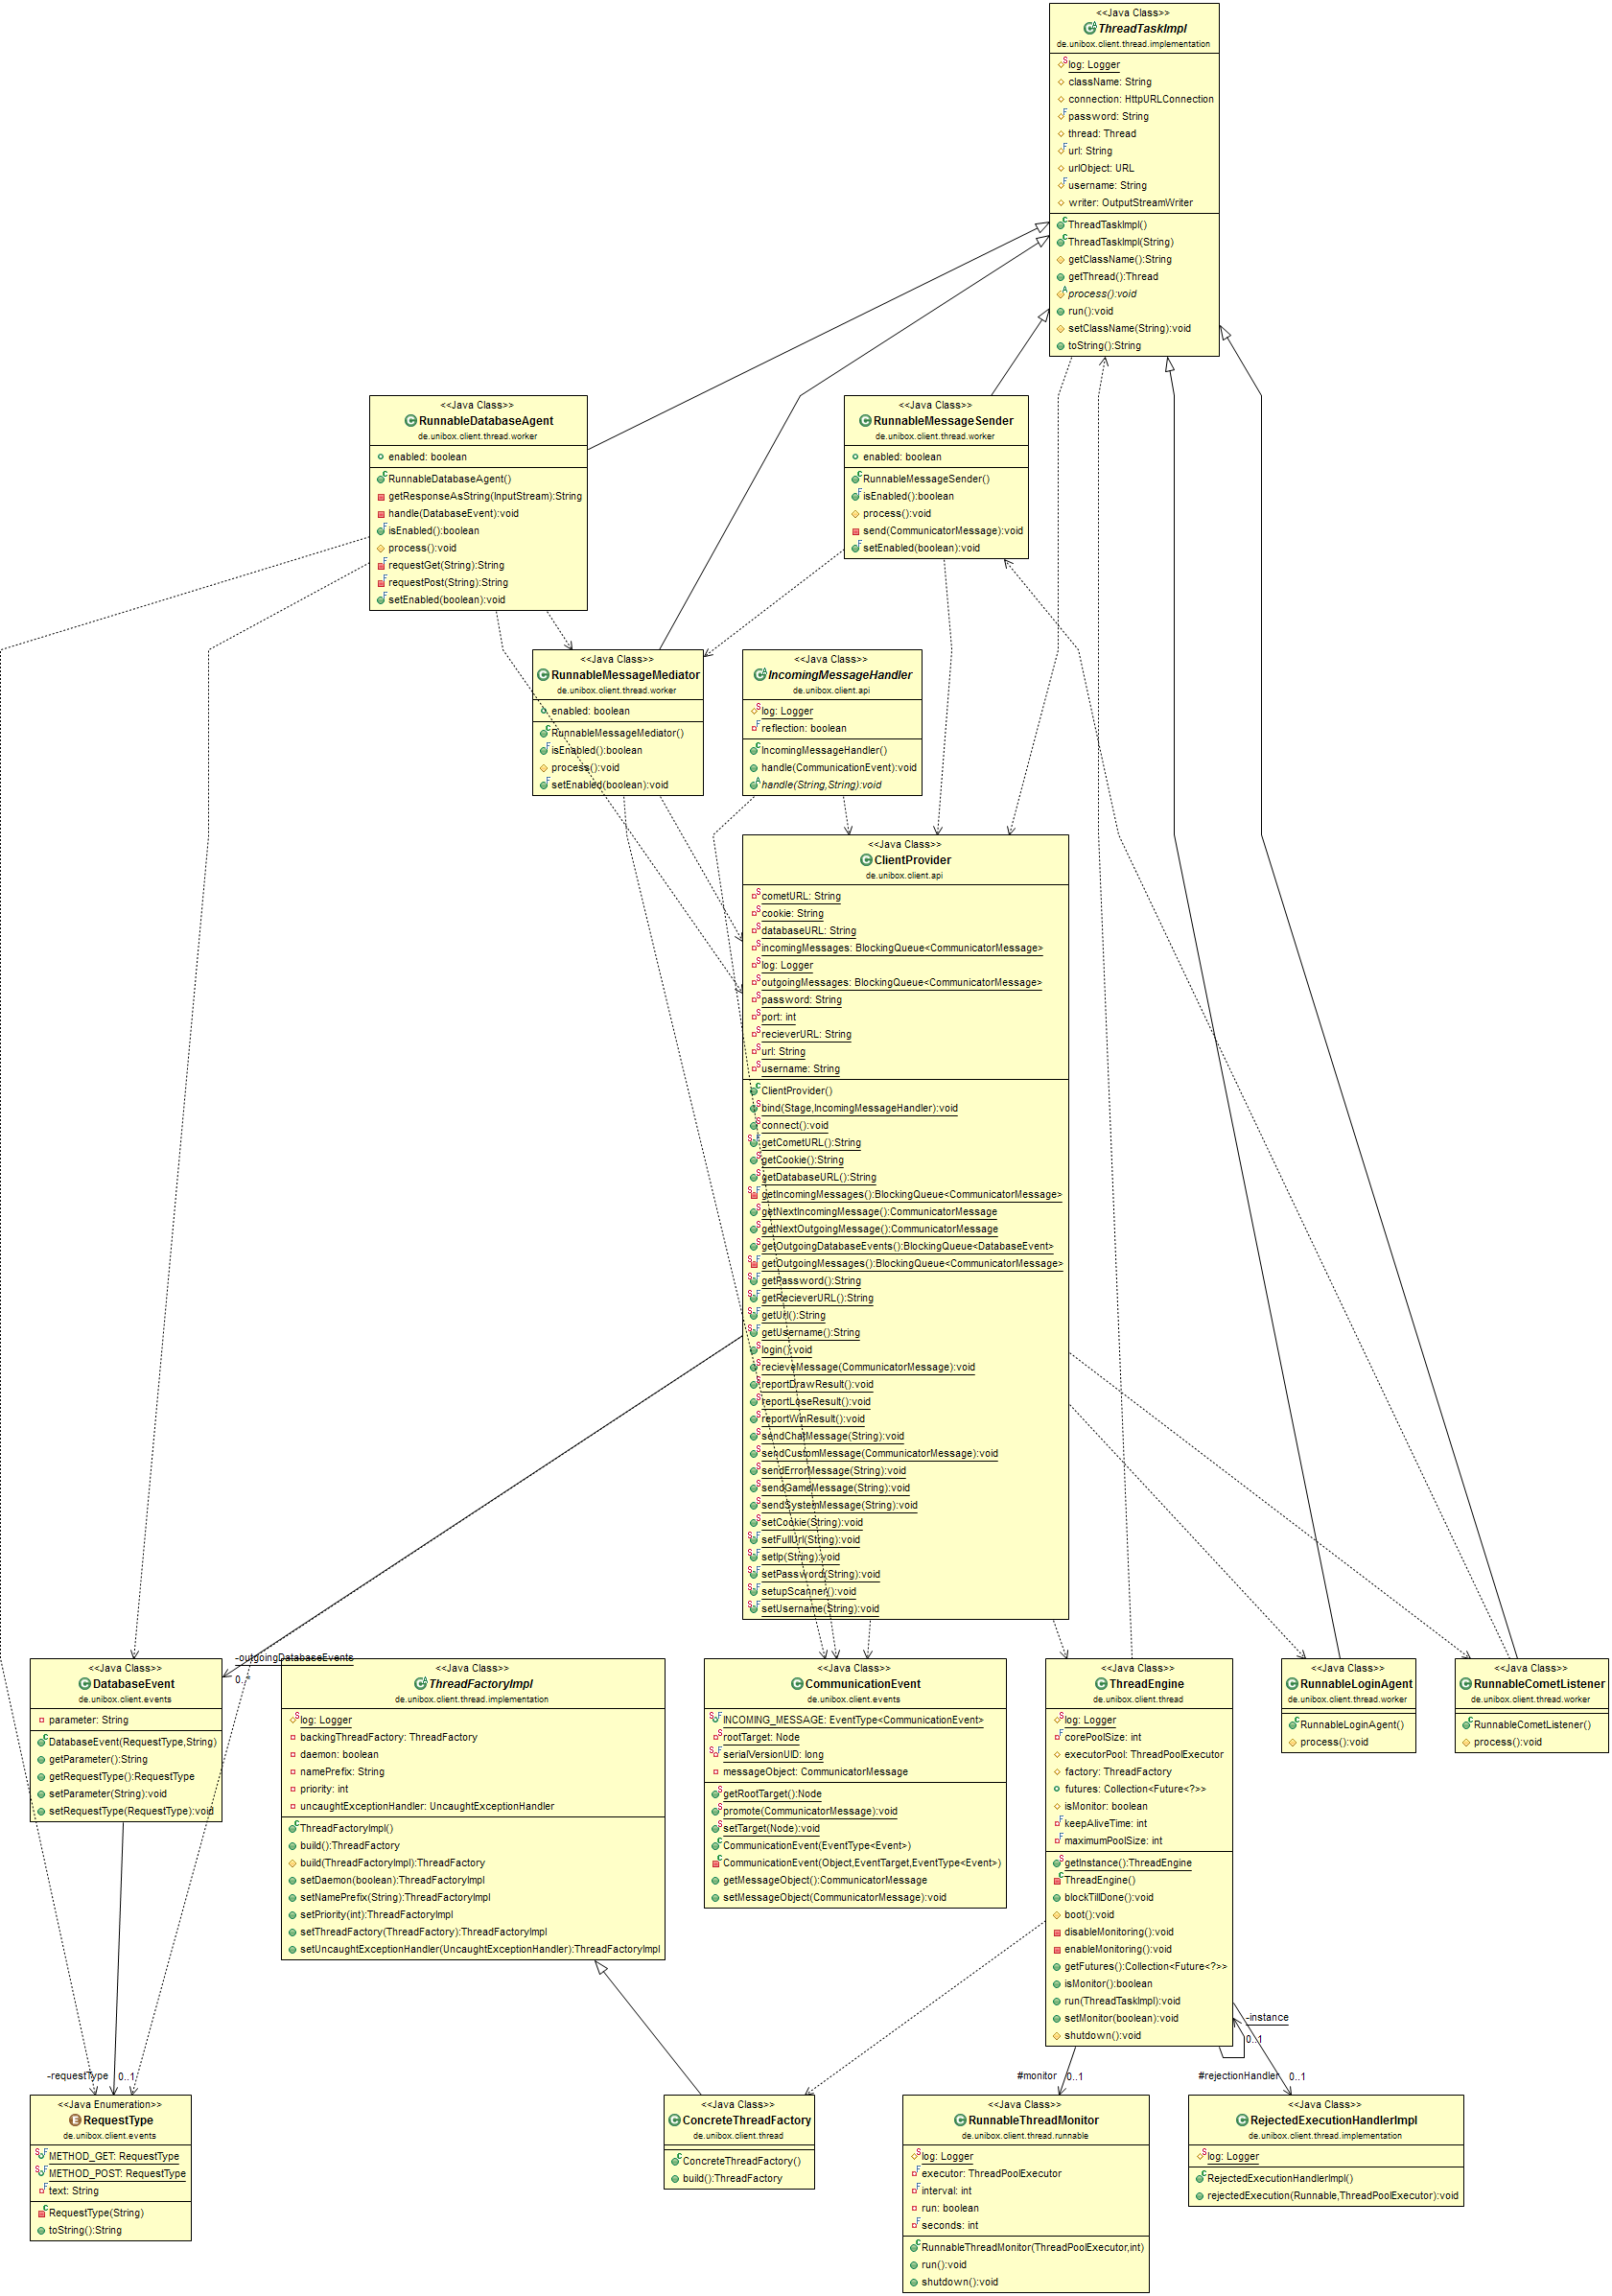 <<Java Class>>
ThreadTaskImpl
de.unibox.client.thread.implementation
log: Logger
className: String
connection: HttpURLConnection
password: String
thread: Thread
url: String
urlObject: URL
username: String
writer: OutputStreamWriter
ThreadTaskImpl()
ThreadTaskImpl(String)
getClassName():String
getThread():Thread
process():void
run():void
setClassName(String):void
toString():String
<<Java Class>>
RunnableDatabaseAgent
de.unibox.client.thread.worker
enabled: boolean
RunnableDatabaseAgent()
getResponseAsString(InputStream):String
handle(DatabaseEvent):void
isEnabled():boolean
process():void
requestGet(String):String
requestPost(String):String
setEnabled(boolean):void
<<Java Class>>
RunnableMessageSender
de.unibox.client.thread.worker
enabled: boolean
RunnableMessageSender()
isEnabled():boolean
process():void
send(CommunicatorMessage):void
setEnabled(boolean):void
<<Java Class>>
RunnableMessageMediator
de.unibox.client.thread.worker
enabled: boolean
RunnableMessageMediator()
isEnabled():boolean
process():void
setEnabled(boolean):void
<<Java Class>>
IncomingMessageHandler
de.unibox.client.api
log: Logger
reflection: boolean
IncomingMessageHandler()
handle(CommunicationEvent):void
handle(String,String):void
<<Java Class>>
ClientProvider
de.unibox.client.api
cometURL: String
cookie: String
databaseURL: String
incomingMessages: BlockingQueue<CommunicatorMessage>
log: Logger
outgoingMessages: BlockingQueue<CommunicatorMessage>
password: String
port: int
recieverURL: String
url: String
username: String
ClientProvider()
bind(Stage,IncomingMessageHandler):void
connect():void
getCometURL():String
getCookie():String
getDatabaseURL():String
getIncomingMessages():BlockingQueue<CommunicatorMessage>
getNextIncomingMessage():CommunicatorMessage
getNextOutgoingMessage():CommunicatorMessage
getOutgoingDatabaseEvents():BlockingQueue<DatabaseEvent>
getOutgoingMessages():BlockingQueue<CommunicatorMessage>
getPassword():String
getRecieverURL():String
getUrl():String
getUsername():String
login():void
recieveMessage(CommunicatorMessage):void
reportDrawResult():void
reportLoseResult():void
reportWinResult():void
sendChatMessage(String):void
sendCustomMessage(CommunicatorMessage):void
sendErrorMessage(String):void
sendGameMessage(String):void
sendSystemMessage(String):void
setCookie(String):void
setFullUrl(String):void
setIp(String):void
setPassword(String):void
setupScanner():void
setUsername(String):void
-outgoingDatabaseEvents
0..*
<<Java Class>>
DatabaseEvent
de.unibox.client.events
parameter: String
DatabaseEvent(RequestType,String)
getParameter():String
getRequestType():RequestType
setParameter(String):void
setRequestType(RequestType):void
<<Java Class>>
ThreadFactoryImpl
de.unibox.client.thread.implementation
log: Logger
backingThreadFactory: ThreadFactory
daemon: boolean
namePrefix: String
priority: int
uncaughtExceptionHandler: UncaughtExceptionHandler
ThreadFactoryImpl()
build():ThreadFactory
build(ThreadFactoryImpl):ThreadFactory
setDaemon(boolean):ThreadFactoryImpl
setNamePrefix(String):ThreadFactoryImpl
setPriority(int):ThreadFactoryImpl
setThreadFactory(ThreadFactory):ThreadFactoryImpl
setUncaughtExceptionHandler(UncaughtExceptionHandler):ThreadFactoryImpl
<<Java Class>>
CommunicationEvent
de.unibox.client.events
INCOMING_MESSAGE: EventType<CommunicationEvent>
rootTarget: Node
serialVersionUID: long
messageObject: CommunicatorMessage
getRootTarget():Node
promote(CommunicatorMessage):void
setTarget(Node):void
CommunicationEvent(EventType<Event>)
CommunicationEvent(Object,EventTarget,EventType<Event>)
getMessageObject():CommunicatorMessage
setMessageObject(CommunicatorMessage):void
<<Java Class>>
ThreadEngine
de.unibox.client.thread
log: Logger
corePoolSize: int
executorPool: ThreadPoolExecutor
factory: ThreadFactory
futures: Collection<Future<?>>
isMonitor: boolean
keepAliveTime: int
maximumPoolSize: int
getInstance():ThreadEngine
ThreadEngine()
blockTillDone():void
boot():void
disableMonitoring():void
enableMonitoring():void
getFutures():Collection<Future<?>>
isMonitor():boolean
run(ThreadTaskImpl):void
setMonitor(boolean):void
shutdown():void
<<Java Class>>
RunnableLoginAgent
de.unibox.client.thread.worker
RunnableLoginAgent()
process():void
<<Java Class>>
RunnableCometListener
de.unibox.client.thread.worker
RunnableCometListener()
process():void
-instance
0..1
-requestType
0..1
#monitor
0..1
#rejectionHandler
0..1
<<Java Enumeration>>
RequestType
de.unibox.client.events
METHOD_GET: RequestType
METHOD_POST: RequestType
text: String
RequestType(String)
toString():String
<<Java Class>>
ConcreteThreadFactory
de.unibox.client.thread
ConcreteThreadFactory()
build():ThreadFactory
<<Java Class>>
RunnableThreadMonitor
de.unibox.client.thread.runnable
log: Logger
executor: ThreadPoolExecutor
interval: int
run: boolean
seconds: int
RunnableThreadMonitor(ThreadPoolExecutor,int)
run():void
shutdown():void
<<Java Class>>
RejectedExecutionHandlerImpl
de.unibox.client.thread.implementation
log: Logger
RejectedExecutionHandlerImpl()
rejectedExecution(Runnable,ThreadPoolExecutor):void